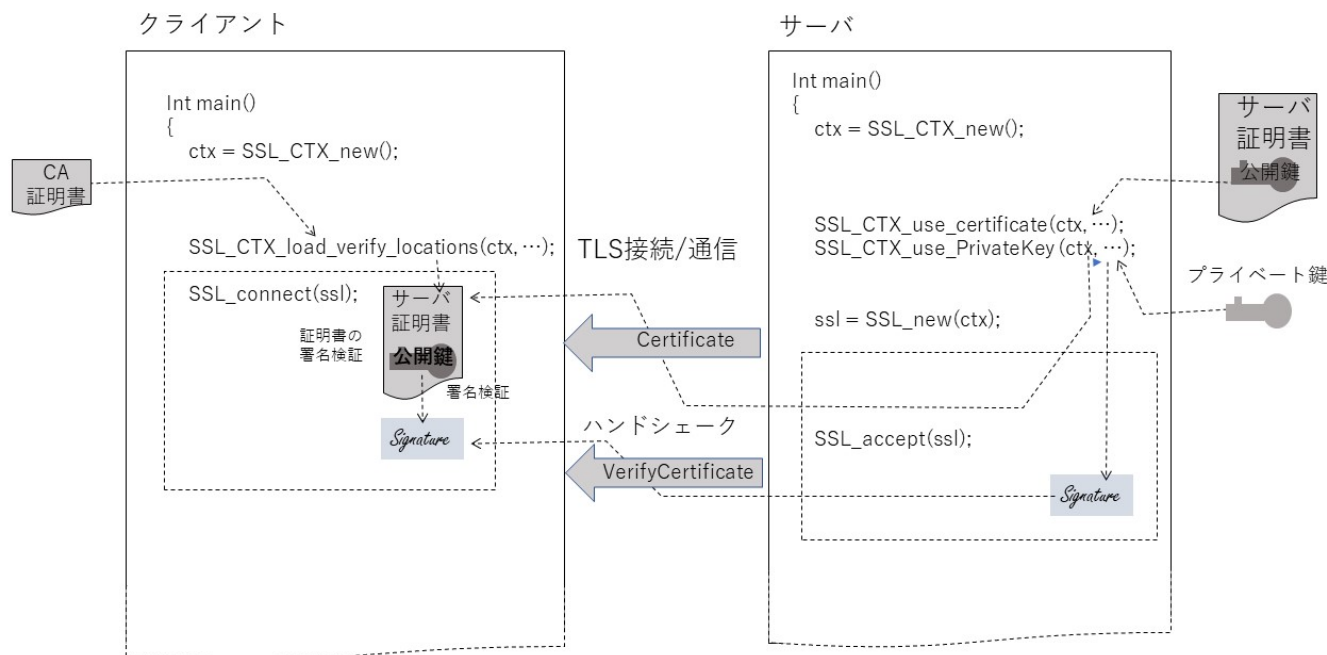 クライアント
Int main()
{
ctx = SSL_CTX_new();
CA
証明書
SSL_CTX_load_verify_locations(ctx, …);
SSL_connect(ssl);
サーバ
証明書
公開鍵
証明書の
署名検証
署名検証
Signature
TLS接続/通信
Certificate
ハンドシェーク
VerifyCertificate
サーバ
Int main()
{
ctx = SSL_CTX_new();
SSL_CTX_use_certificate(ctx, …);
SSL_CTX_use_PrivateKey (ctx, …);
ssl = SSL_new(ctx);
SSL_accept(ssl);
Signature
サーバ
証明書
公開鍵
プライベート鍵